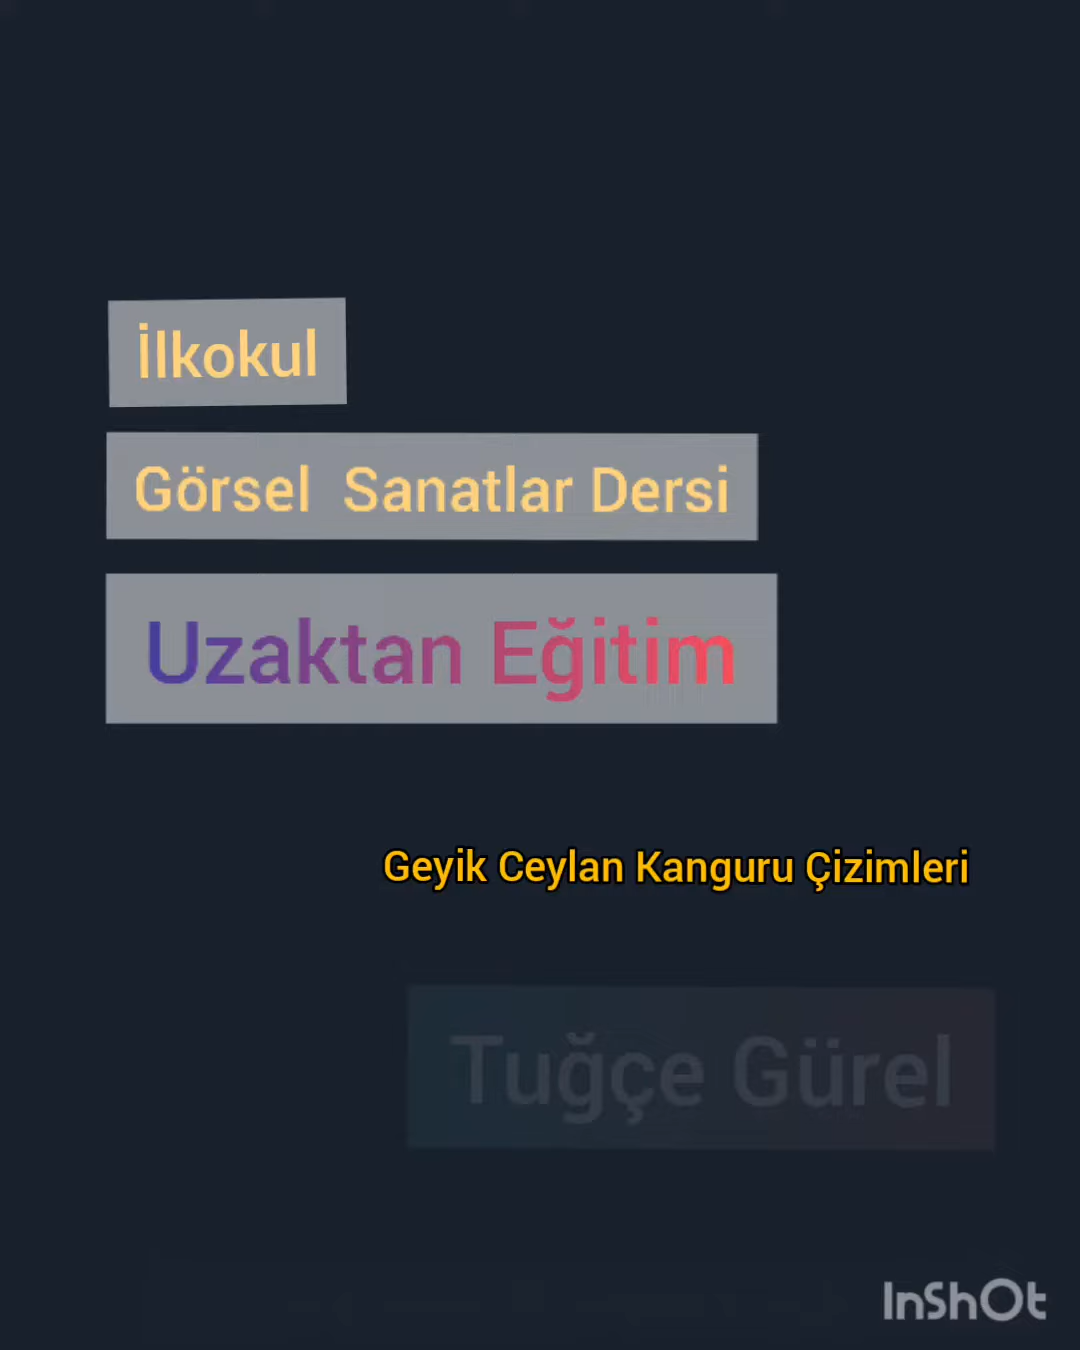 İlkokul
Görsel Sanatlar Dersi
Uzaktan Eğitim
Geyik Ceylan Kanguru Çizimleri
Tuğçe Gürel
InShOt